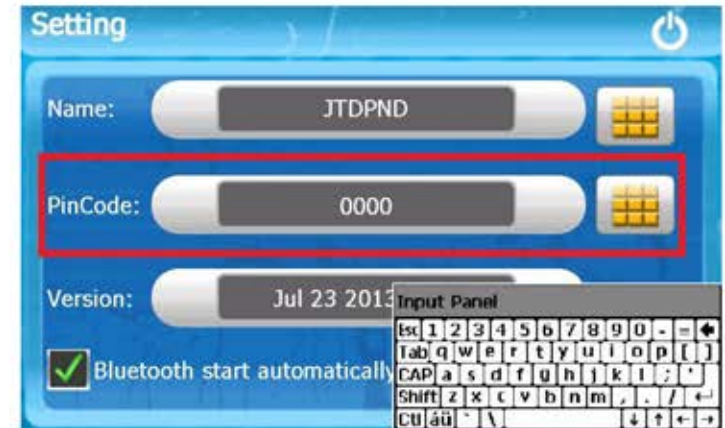 Setting
Name: JTDPND
PinCode: 0000
Version: Jul 23 2013
Input Panel
Esc 1 2 3 4 5 6 7 8 9 0 - =
Tab q w e r t y u i o p [ ]
Bluetooth start automatically
CAP a s d f g h j k l ; '
Shift z x c v b n m , . /
Ctl áü ` \